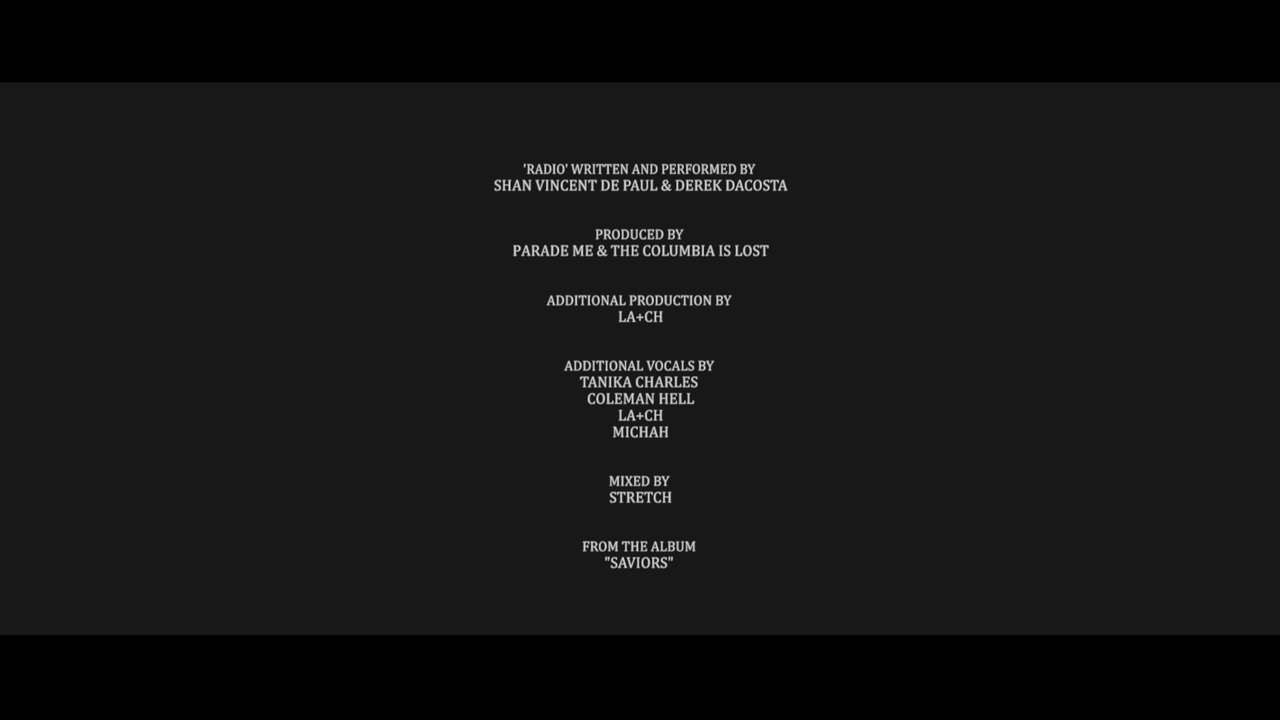 'RADIO' WRITTEN AND PERFORMED BY
SHAN VINCENT DE PAUL & DEREK DACOSTA
PRODUCED BY
PARADE ME & THE COLUMBIA IS LOST
ADDITIONAL PRODUCTION BY
LA+CH
ADDITIONAL VOCALS BY
TANIKA CHARLES
COLEMAN HELL
LA+CH
MICHAH
MIXED BY
STRETCH
FROM THE ALBUM
"SAVIORS"